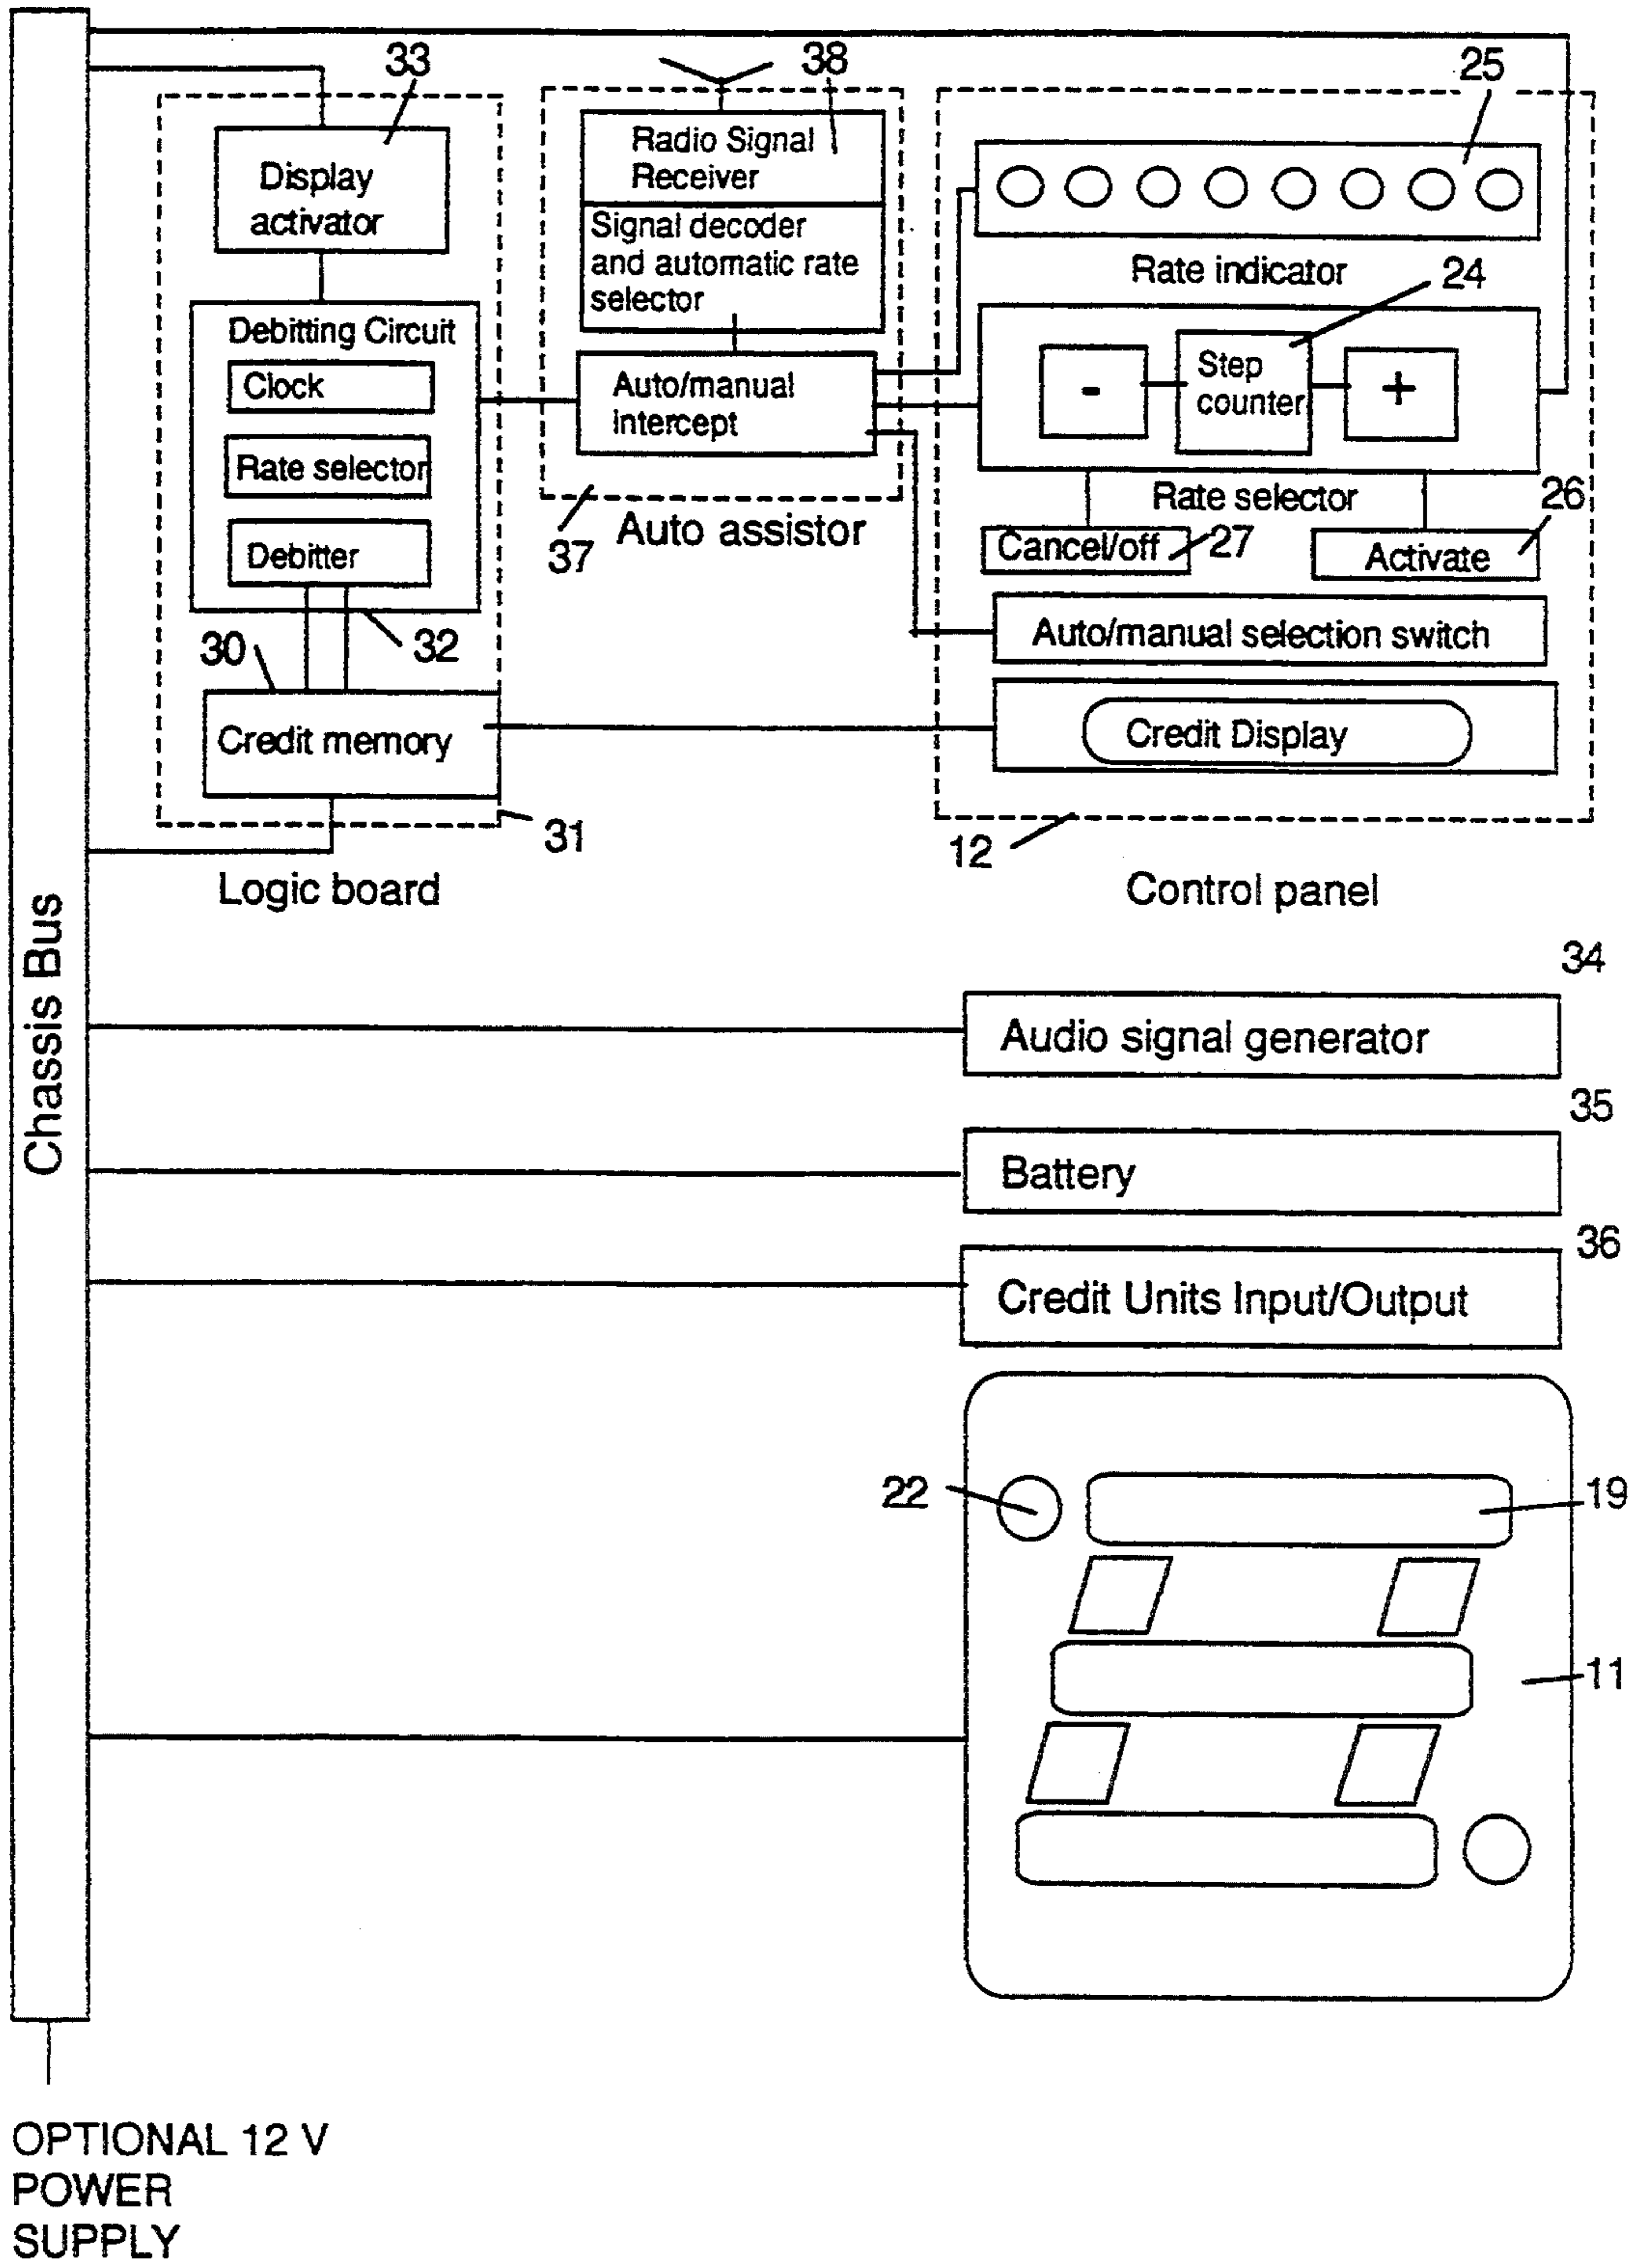 33
38
25
Display
activator
Radio Signal
Receiver
Signal decoder
and automatic rate
selector
Rate indicator
24
Debitting Circuit
Clock
Rate selector
Debitter
Auto/manual
intercept
-
Step
counter
+
Rate selector
26
37
Auto assistor
Cancel/off
27
Activate
30
32
Auto/manual selection switch
Credit memory
Credit Display
31
12
Logic board
Control panel
Chassis Bus
34
Audio signal generator
35
Battery
36
Credit Units Input/Output
22
19
11
OPTIONAL 12 V
POWER
SUPPLY